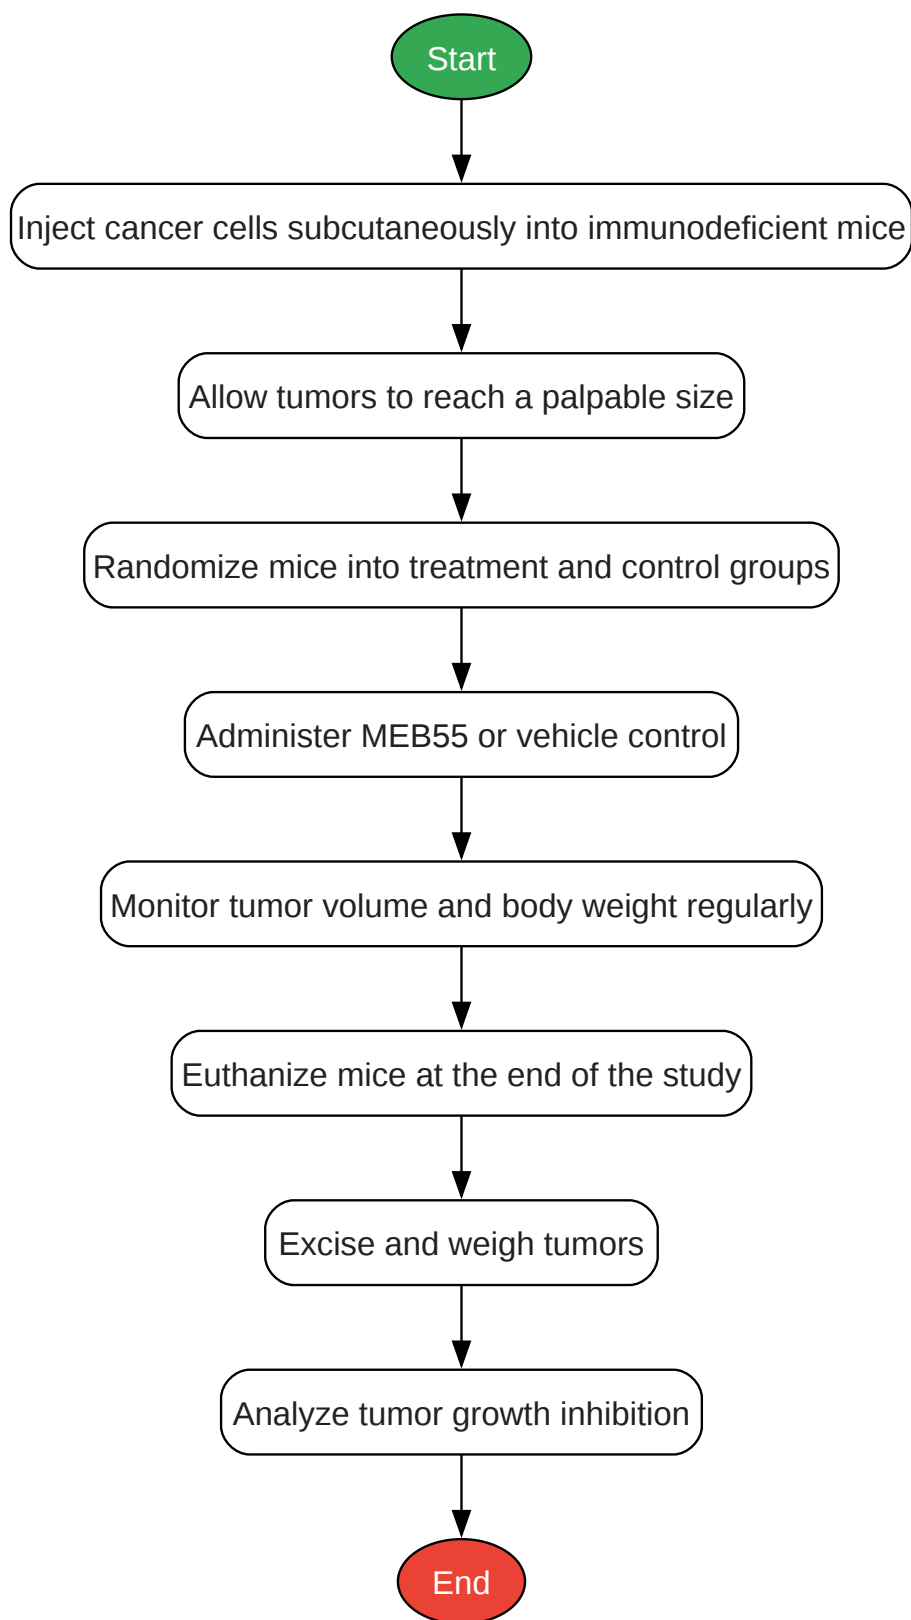 Start
Inject cancer cells subcutaneously into immunodeficient mice
Allow tumors to reach a palpable size
Randomize mice into treatment and control groups
Administer MEB55 or vehicle control
Monitor tumor volume and body weight regularly
Euthanize mice at the end of the study
Excise and weigh tumors
Analyze tumor growth inhibition
End